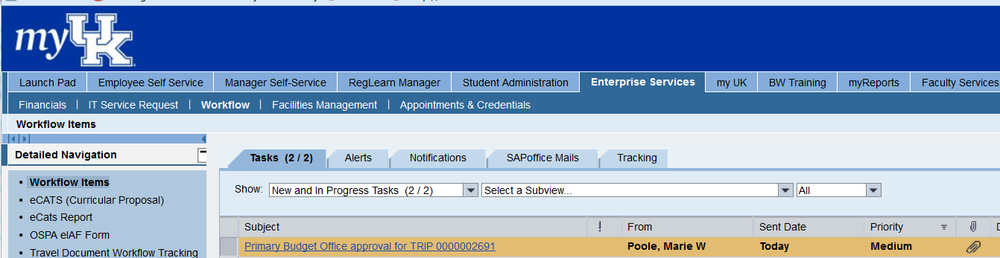 my UK
Launch Pad Employee Self Service Manager Self-Service RegLearn Manager Student Administration Enterprise Services my UK BW Training myReports Faculty Services
Financials | IT Service Request | Workflow | Facilities Management | Appointments & Credentials
Workflow Items
Detailed Navigation
Tasks (2 / 2) Alerts Notifications SAPoffice Mails Tracking
Workflow Items
Show: New and In Progress Tasks (2 / 2) Select a Subview... All
eCATS (Curricular Proposal)
eCats Report
Subject ! From Sent Date Priority
OSPA eIAF Form
Primary Budget Office approval for TRIP 0000002691 Poole, Marie W Today Medium
Travel Document Workflow Tracking